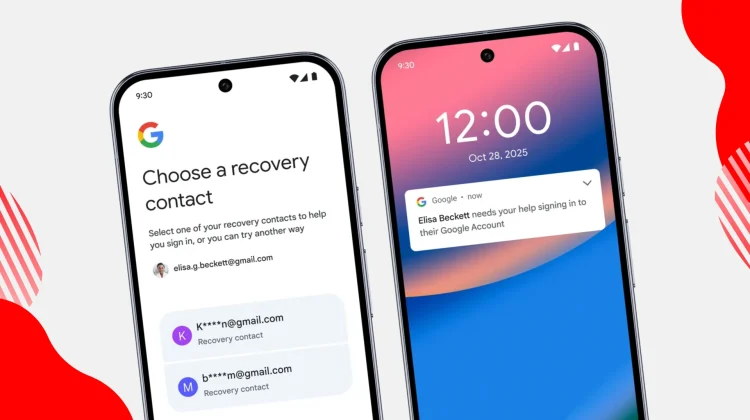 9:30
Choose a recovery
contact
Select one of your recovery contacts to help
you sign in, or you can try another way
elisa.g.beckett@gmail.com
K
K****n@gmail.com
Recovery contact
M
b****m@gmail.com
Recovery contact
9:30
12:00
Oct 28, 2025
Google • now
Elisa Beckett needs your help signing in to
their Google Account